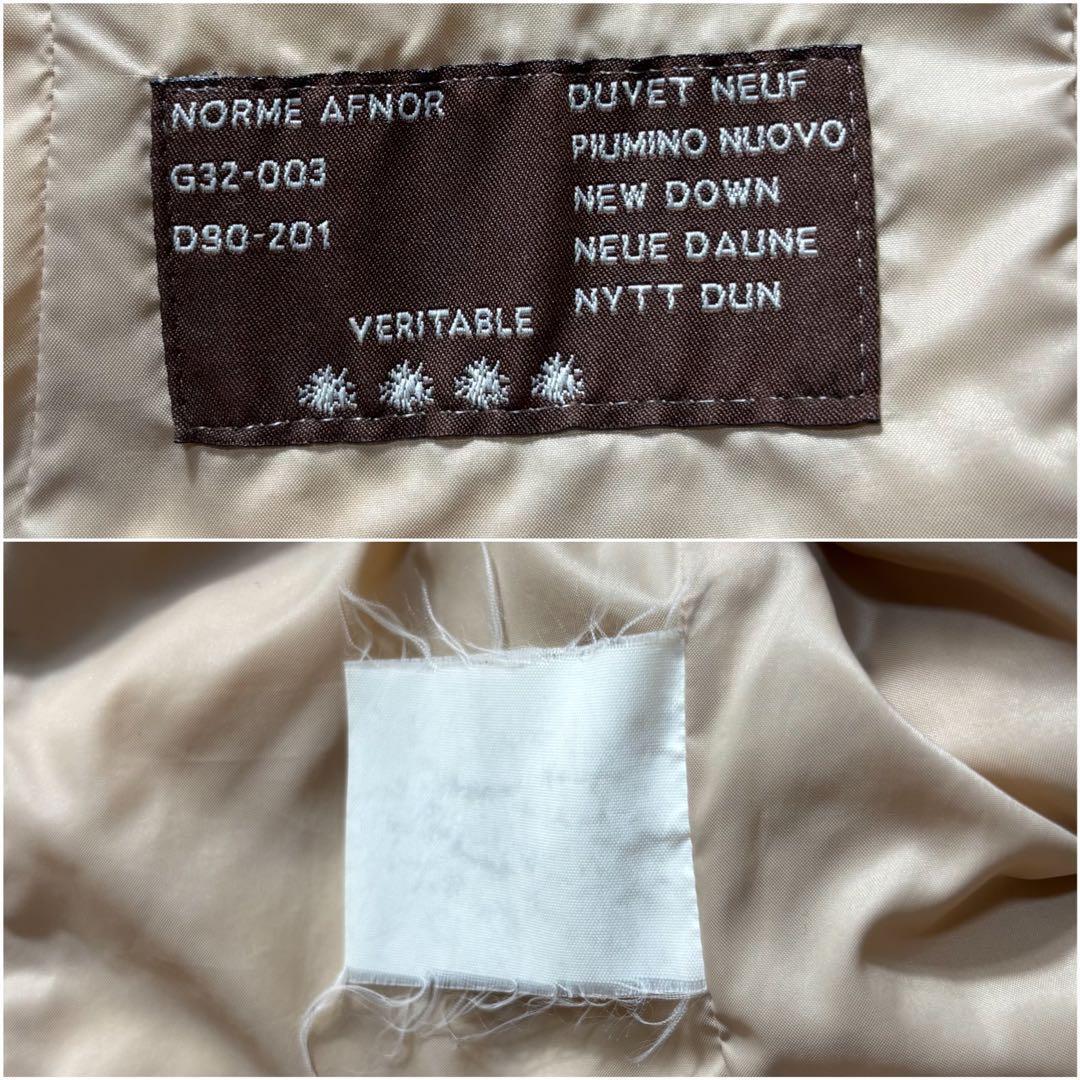 NORME AFNOR
G32-003
D90-201
DUVET NEUF
PIUMINO NUOVO
NEW DOWN
NEUE DAUNE
NYTT DUN
VERITABLE